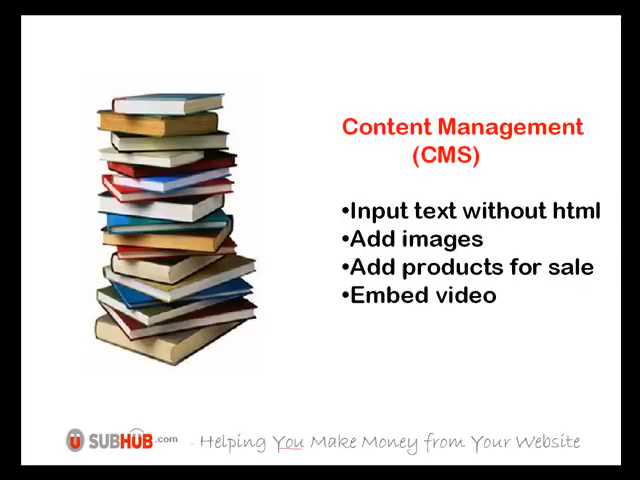 Content Management
(CMS)
•Input text without html
•Add images
•Add products for sale
•Embed video
SUBHUB.com - Helping You Make Money from Your Website